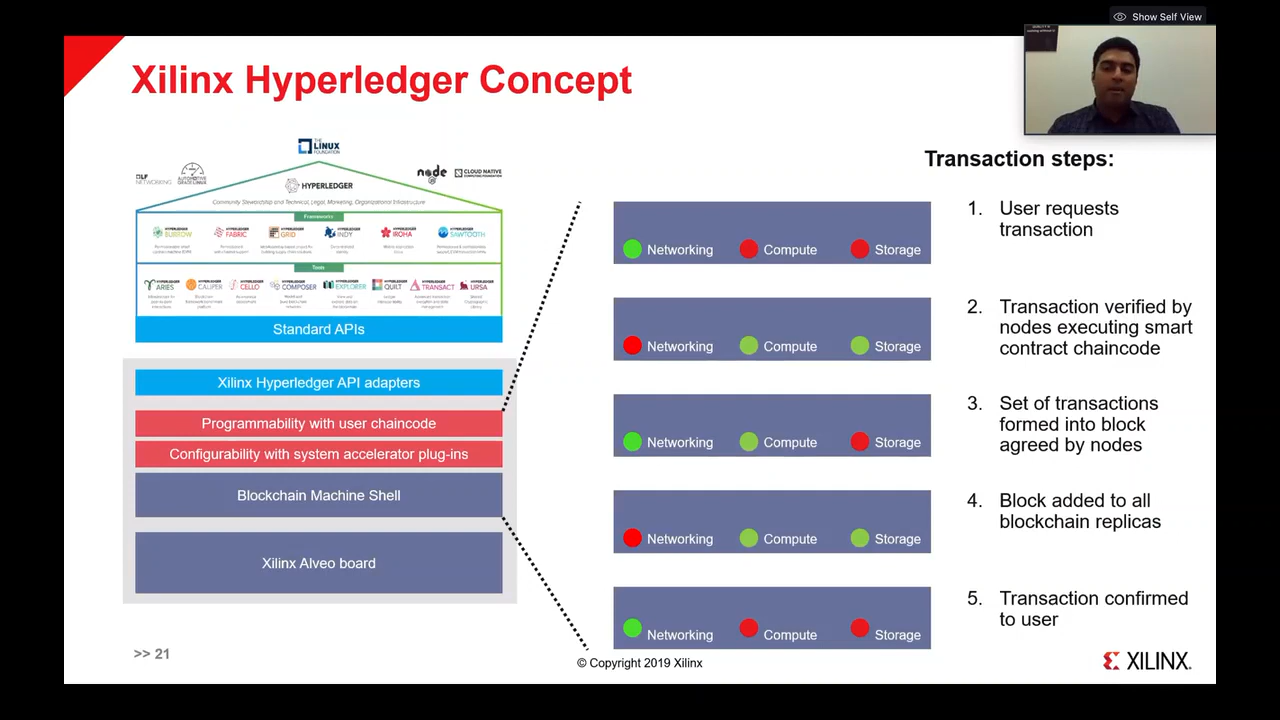 Show Self View
Xilinx Hyperledger Concept
THE
LINUX
FOUNDATION
LF
NETWORKING
AUTOMOTIVE
GRADE LINUX
node
CLOUD NATIVE
COMPUTING FOUNDATION
HYPERLEDGER
Community Stewardship and Technical, Legal, Marketing, Organizational Infrastructure
Frameworks
HYPERLEDGER
BURROW
HYPERLEDGER
FABRIC
HYPERLEDGER
GRID
HYPERLEDGER
INDY
HYPERLEDGER
IROHA
HYPERLEDGER
SAWTOOTH
Tools
HYPERLEDGER
ARIES
HYPERLEDGER
CALIPER
HYPERLEDGER
CELLO
HYPERLEDGER
COMPOSER
HYPERLEDGER
EXPLORER
HYPERLEDGER
QUILT
HYPERLEDGER
TRANSACT
HYPERLEDGER
URSA
Standard APIs
Xilinx Hyperledger API adapters
Programmability with user chaincode
Configurability with system accelerator plug-ins
Blockchain Machine Shell
Xilinx Alveo board
Networking Compute Storage
Networking Compute Storage
Networking Compute Storage
Networking Compute Storage
Networking Compute Storage
Transaction steps:
1. User requests
transaction
2. Transaction verified by
nodes executing smart
contract chaincode
3. Set of transactions
formed into block
agreed by nodes
4. Block added to all
blockchain replicas
5. Transaction confirmed
to user
>> 21
© Copyright 2019 Xilinx
XILINX.